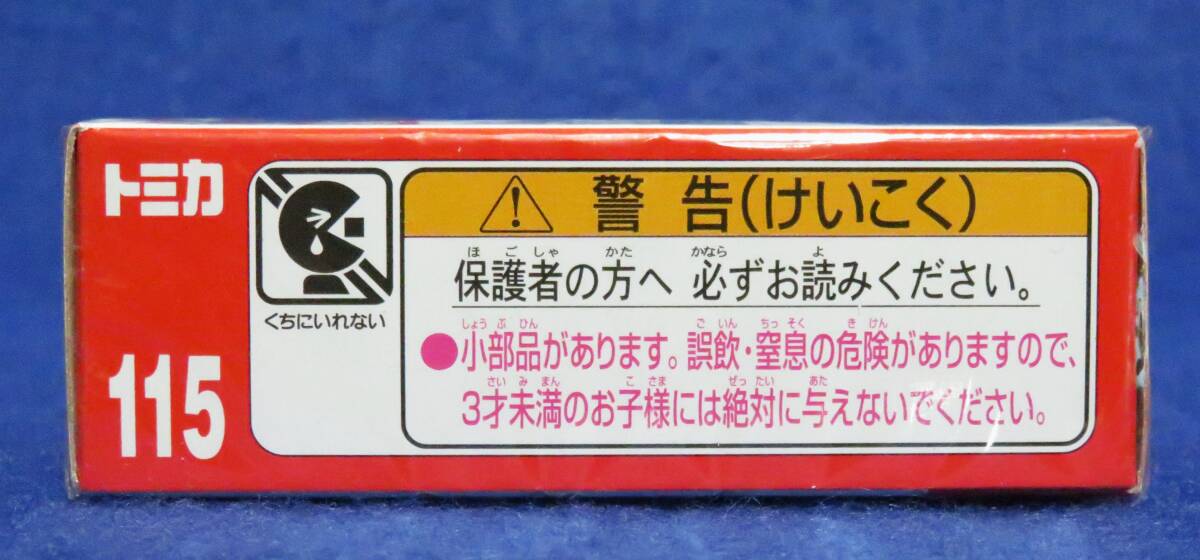 トミカ
115
くちにいれない
警告(けいこく)
ほごしゃ かた かなら よ
保護者の方へ 必ずお読みください。
しょうぶひん ごいん ちっそく きけん
●小部品があります。誤飲・窒息の危険がありますので、
さいみまん こさま ぜったい あた
3才未満のお子様には絶対に与えないでください。